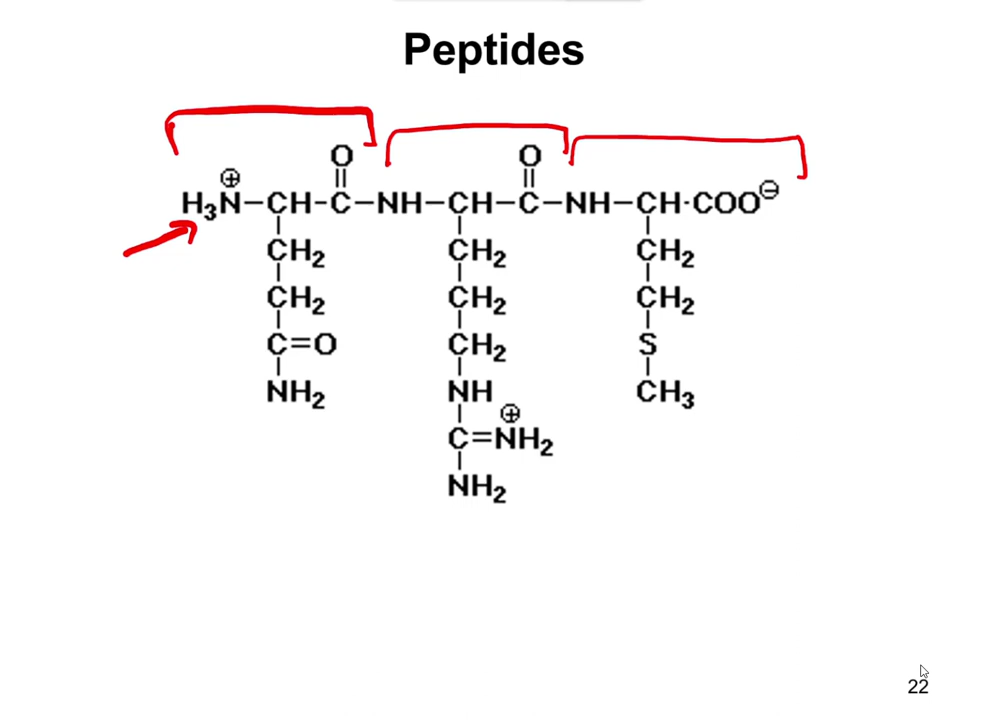 Peptides
O O
⊕ ⊖
H₃N–CH–C–NH–CH–C–NH–CH·COO
CH₂ CH₂ CH₂
CH₂ CH₂ CH₂
C=O CH₂ S
NH₂ NH CH₃
⊕
C=NH₂
NH₂
22